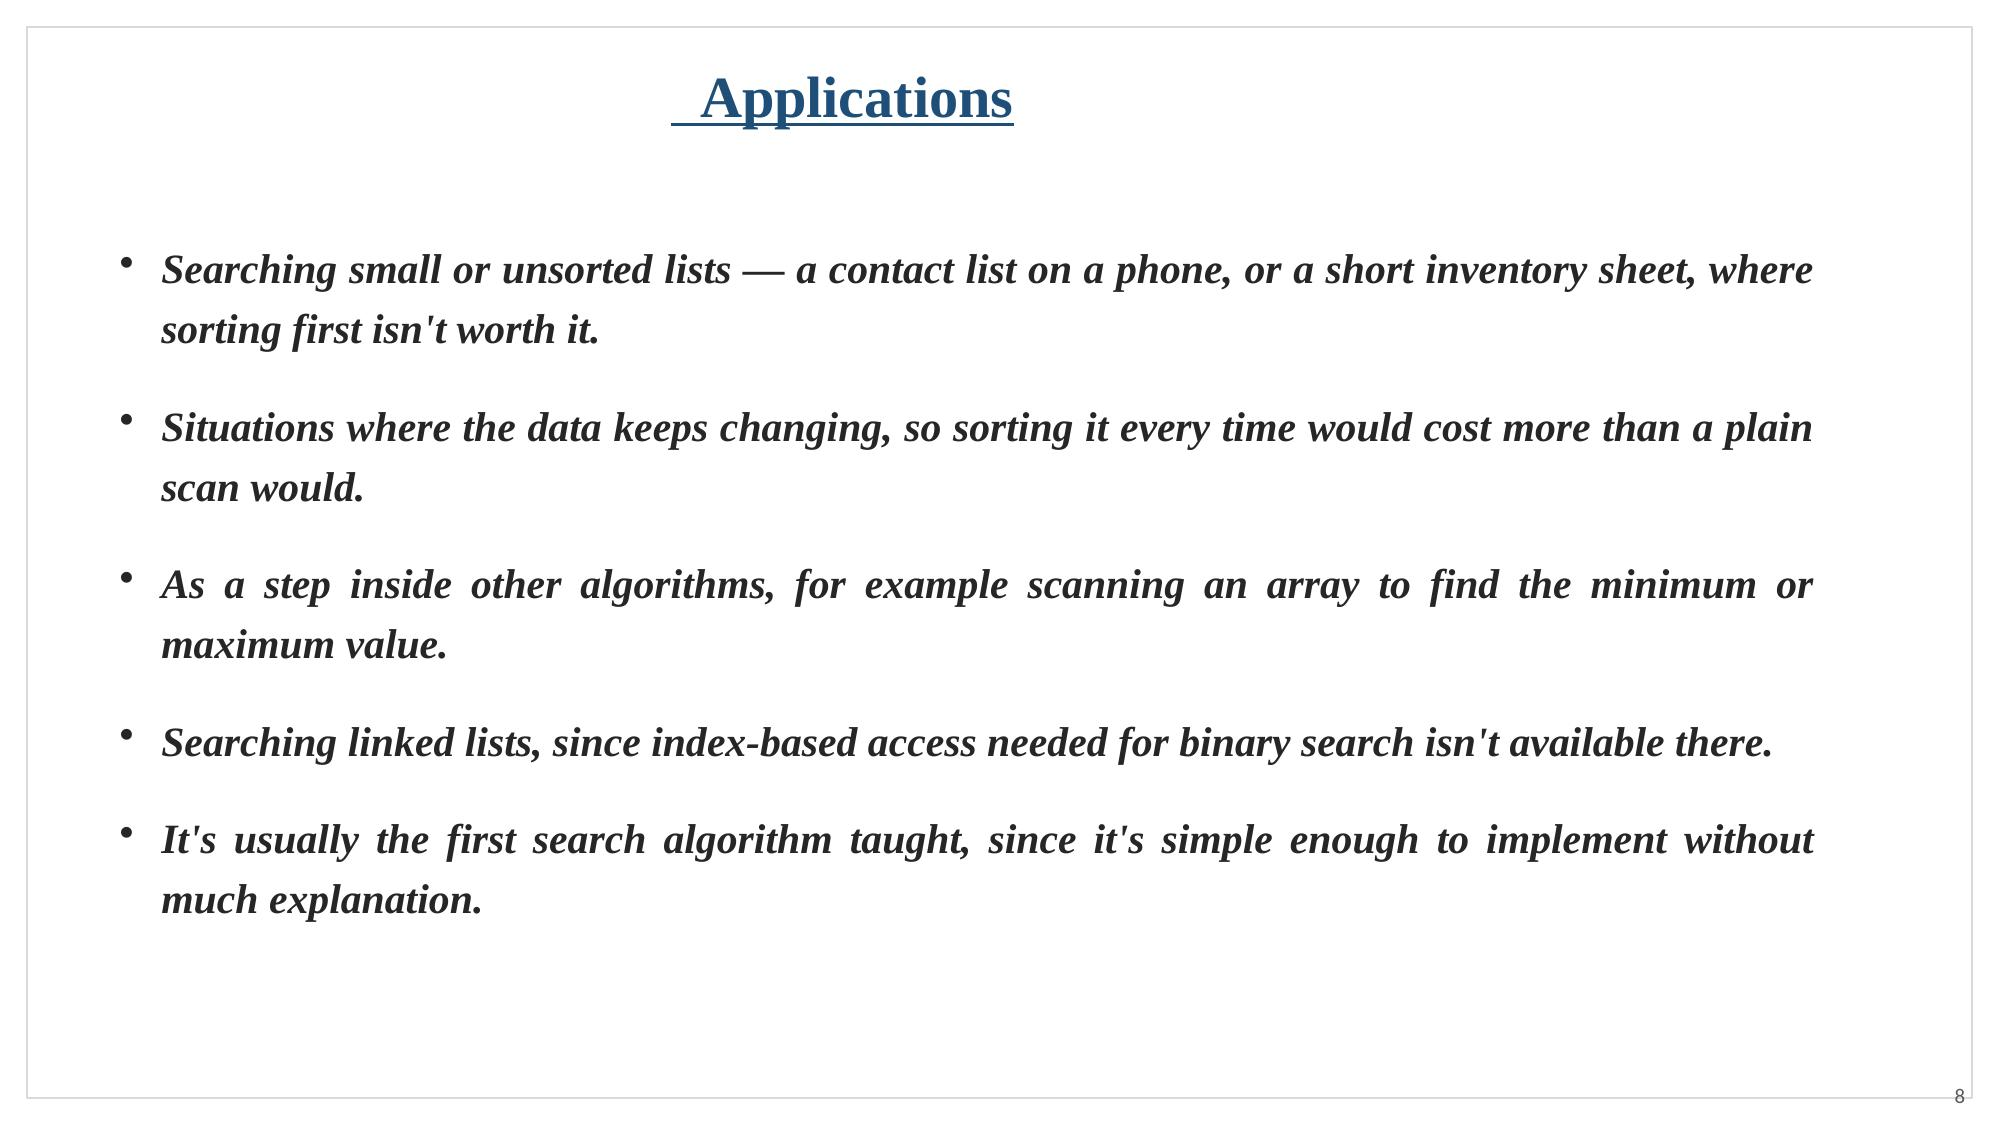 Applications
• Searching small or unsorted lists — a contact list on a phone, or a short inventory sheet, where
sorting first isn't worth it.
• Situations where the data keeps changing, so sorting it every time would cost more than a plain
scan would.
• As a step inside other algorithms, for example scanning an array to find the minimum or
maximum value.
• Searching linked lists, since index-based access needed for binary search isn't available there.
• It's usually the first search algorithm taught, since it's simple enough to implement without
much explanation.
8